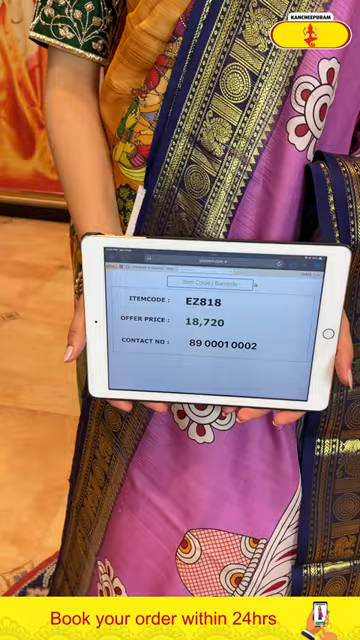 KANCHEEPURAM
Item Code / Barcode
ITEMCODE : EZ818
OFFER PRICE : 18,720
CONTACT NO : 89 0001 0002
Book your order within 24hrs